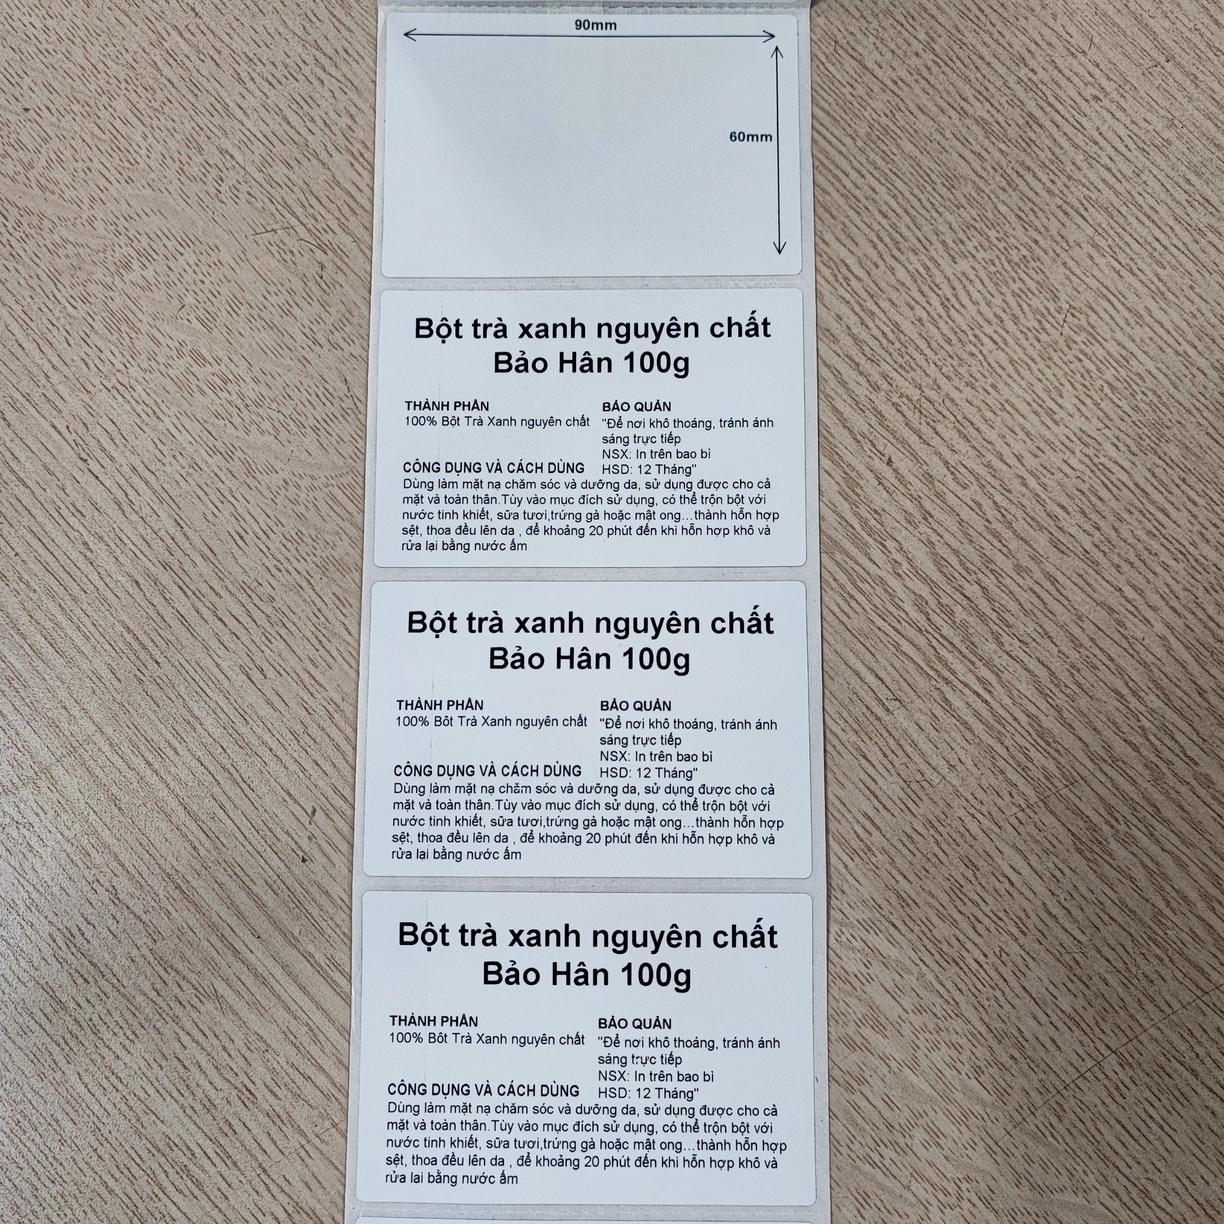 90mm
60mm
Bột trà xanh nguyên chất
Bảo Hân 100g
THÀNH PHẦN
100% Bột Trà Xanh nguyên chất
BẢO QUẢN
"Để nơi khô thoáng, tránh ánh
sáng trực tiếp
NSX: In trên bao bì
HSD: 12 Tháng"
CÔNG DỤNG VÀ CÁCH DÙNG
Dùng làm mặt nạ chăm sóc và dưỡng da, sử dụng được cho cả
mặt và toàn thân.Tùy vào mục đích sử dụng, có thể trộn bột với
nước tinh khiết, sữa tươi,trứng gà hoặc mật ong...thành hỗn hợp
sệt, thoa đều lên da , để khoảng 20 phút đến khi hỗn hợp khô và
rửa lại bằng nước ấm
Bột trà xanh nguyên chất
Bảo Hân 100g
THÀNH PHẦN
100% Bột Trà Xanh nguyên chất
BẢO QUẢN
"Để nơi khô thoáng, tránh ánh
sáng trực tiếp
NSX: In trên bao bì
HSD: 12 Tháng"
CÔNG DỤNG VÀ CÁCH DÙNG
Dùng làm mặt nạ chăm sóc và dưỡng da, sử dụng được cho cả
mặt và toàn thân.Tùy vào mục đích sử dụng, có thể trộn bột với
nước tinh khiết, sữa tươi,trứng gà hoặc mật ong...thành hỗn hợp
sệt, thoa đều lên da , để khoảng 20 phút đến khi hỗn hợp khô và
rửa lại bằng nước ấm
Bột trà xanh nguyên chất
Bảo Hân 100g
THÀNH PHẦN
100% Bột Trà Xanh nguyên chất
BẢO QUẢN
"Để nơi khô thoáng, tránh ánh
sáng trực tiếp
NSX: In trên bao bì
HSD: 12 Tháng"
CÔNG DỤNG VÀ CÁCH DÙNG
Dùng làm mặt nạ chăm sóc và dưỡng da, sử dụng được cho cả
mặt và toàn thân.Tùy vào mục đích sử dụng, có thể trộn bột với
nước tinh khiết, sữa tươi,trứng gà hoặc mật ong...thành hỗn hợp
sệt, thoa đều lên da , để khoảng 20 phút đến khi hỗn hợp khô và
rửa lại bằng nước ấm